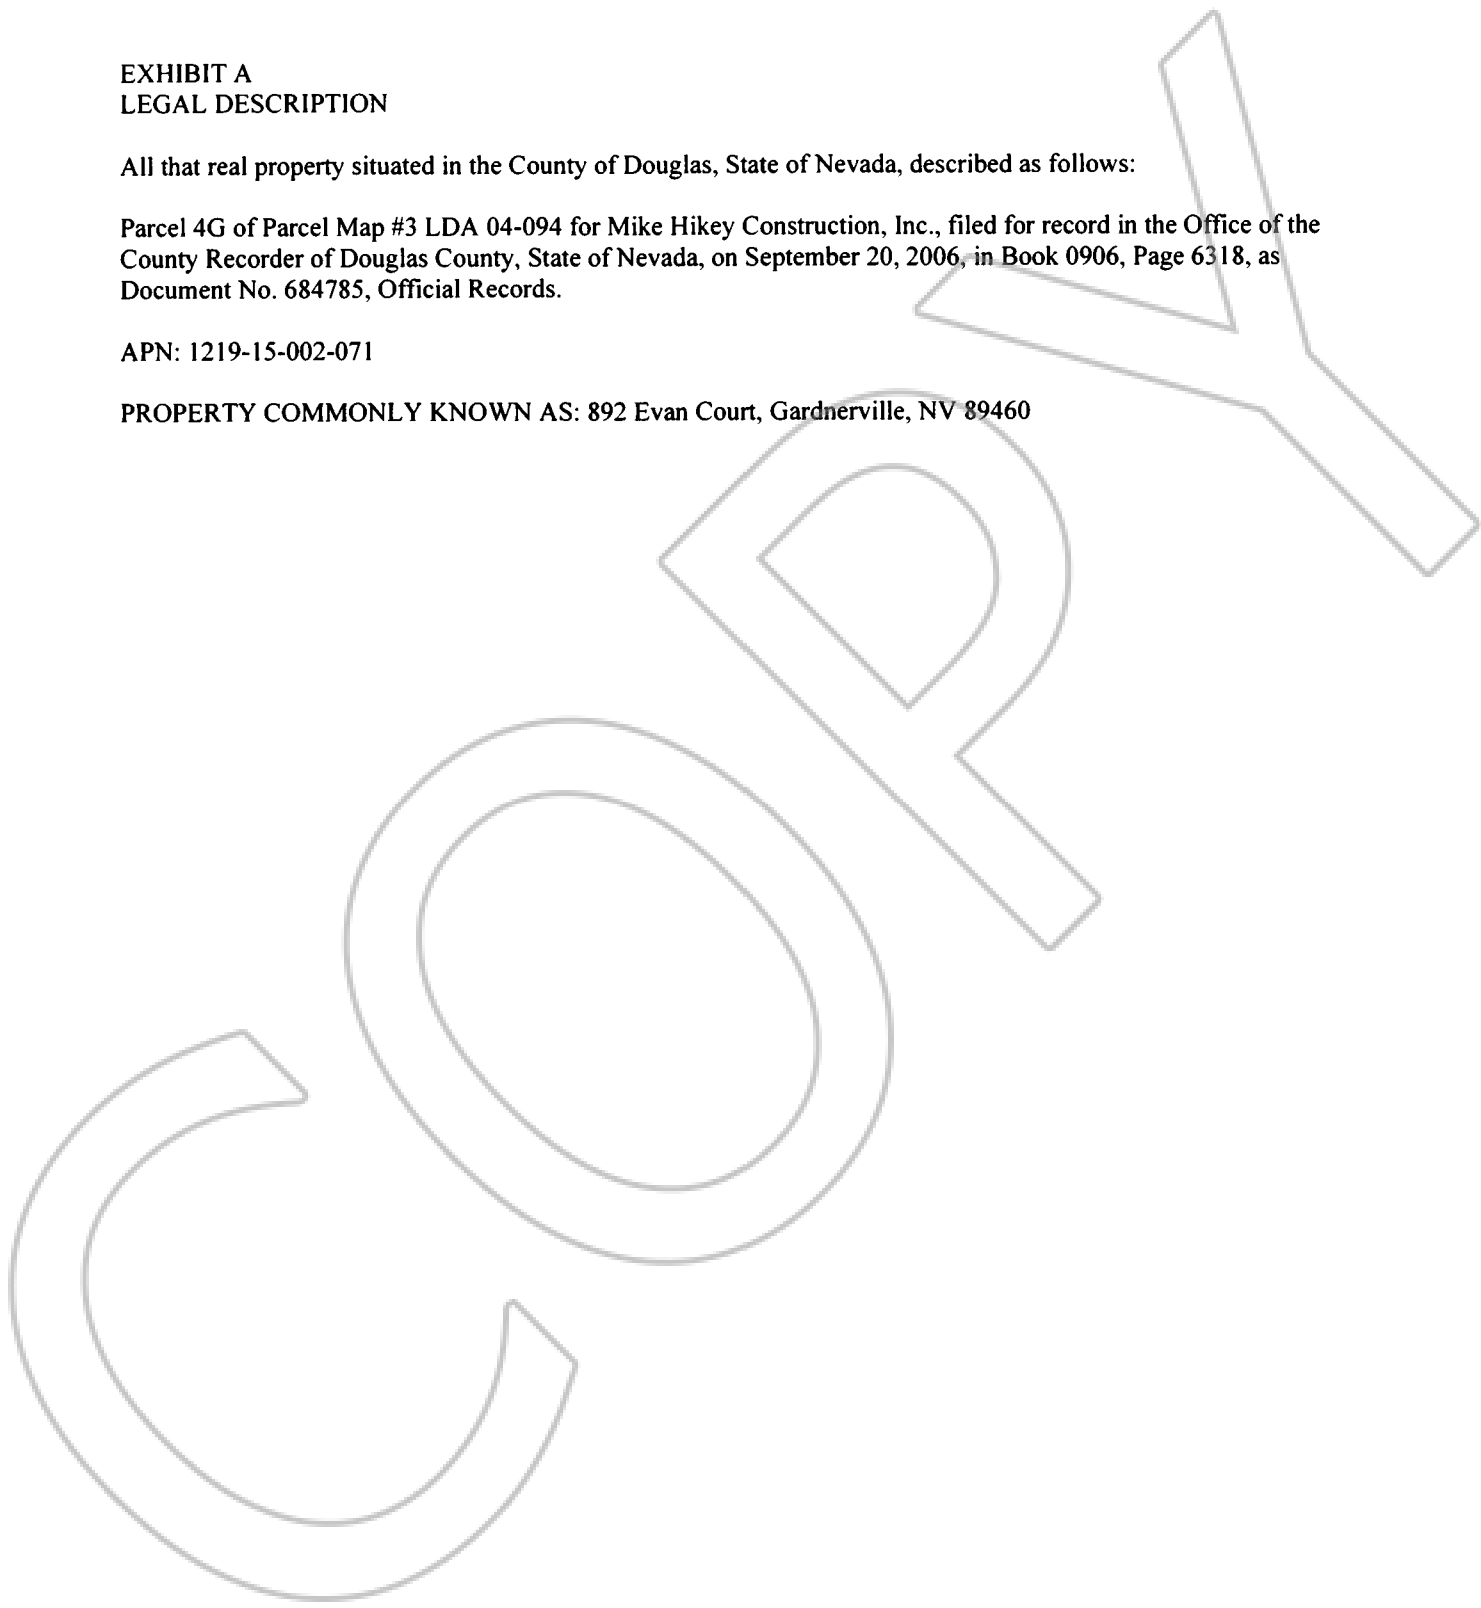 EXHIBIT A
LEGAL DESCRIPTION
All that real property situated in the County of Douglas, State of Nevada, described as follows:
Parcel 4G of Parcel Map #3 LDA 04-094 for Mike Hikey Construction, Inc., filed for record in the Office of the
County Recorder of Douglas County, State of Nevada, on September 20, 2006, in Book 0906, Page 6318, as
Document No. 684785, Official Records.
APN: 1219-15-002-071
PROPERTY COMMONLY KNOWN AS: 892 Evan Court, Gardnerville, NV 89460
COPY